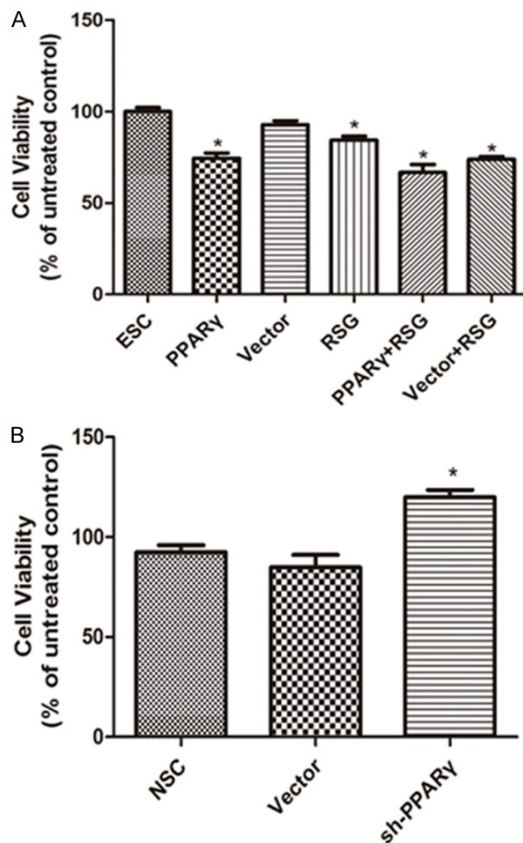 A
Cell Viability
(% of untreated control)
150
100
50
0
*
*
*
*
ESC
PPARγ
Vector
RSG
PPARγ+RSG
Vector+RSG
B
Cell Viability
(% of untreated control)
150
100
50
0
*
NSC
Vector
sh-PPARγ